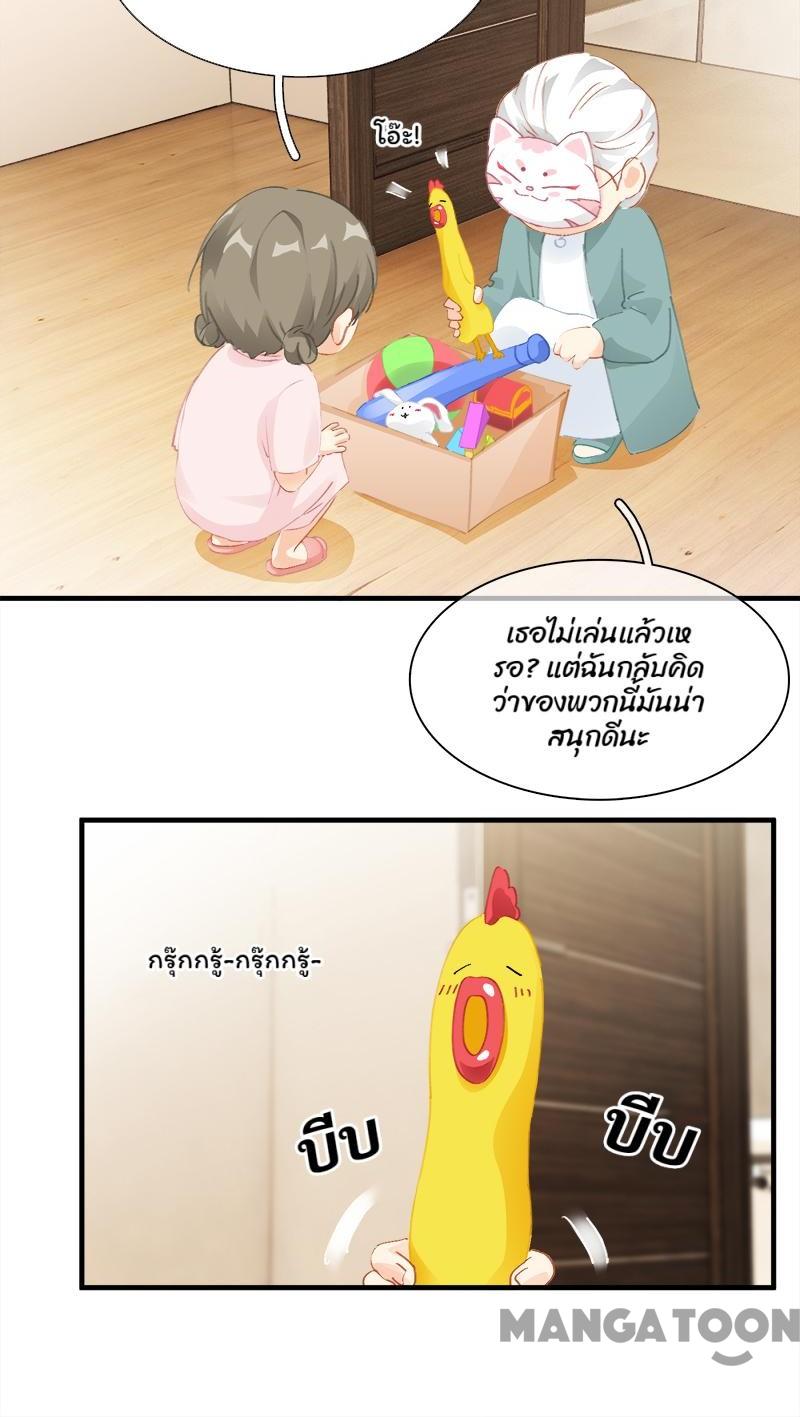 โอ๊ะ!
เธอไม่เล่นแล้วเห
รอ? แต่ฉันกลับคิด
ว่าของพวกนี้มันน่า
สนุกดีนะ
กรุ๊กกรู้-กรุ๊กกรู้-
บีบ
บีบ
MANGATOON